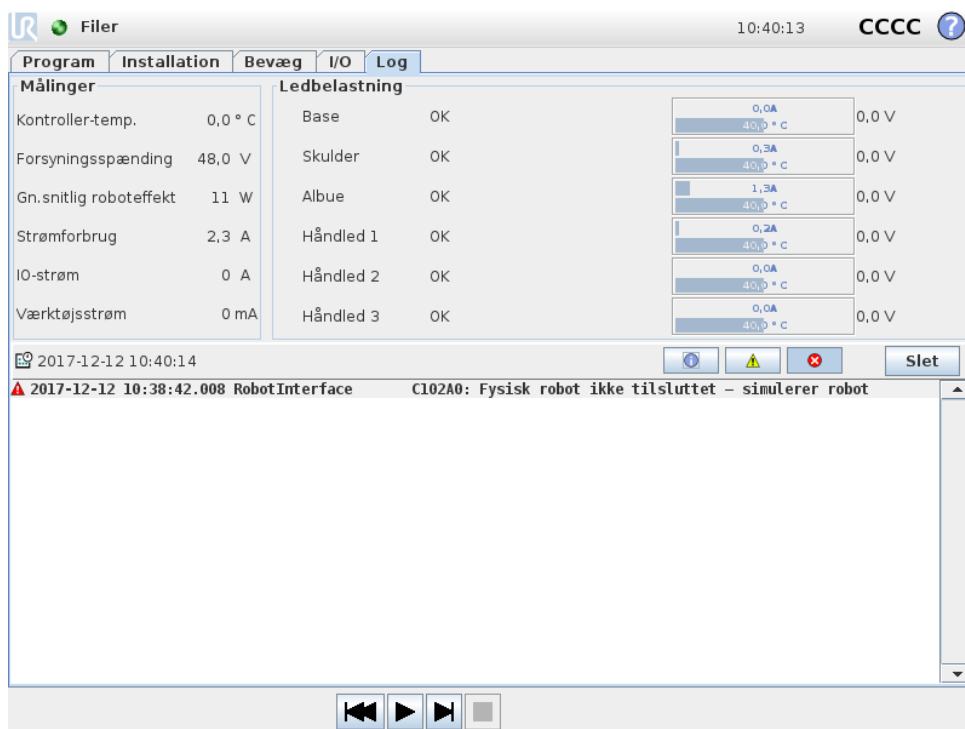 UR Filer 10:40:13 CCCC ?
Program Installation Bevæg I/O Log
Målinger
Kontroller-temp. 0,0 ° C
Forsyningsspænding 48,0 V
Gn.snitlig roboteffekt 11 W
Strømforbrug 2,3 A
IO-strøm 0 A
Værktøjsstrøm 0 mA
Ledbelastning
Base OK 0,0A 40,0 ° C 0,0 V
Skulder OK 0,3A 40,0 ° C 0,0 V
Albue OK 1,3A 40,0 ° C 0,0 V
Håndled 1 OK 0,2A 40,0 ° C 0,0 V
Håndled 2 OK 0,0A 40,0 ° C 0,0 V
Håndled 3 OK 0,0A 40,0 ° C 0,0 V
2017-12-12 10:40:14 Slet
2017-12-12 10:38:42.008 RobotInterface C102A0: Fysisk robot ikke tilsluttet – simulerer robot